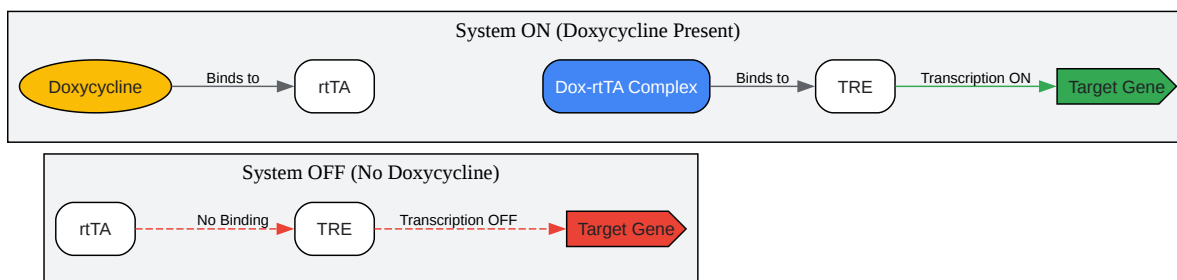 System ON (Doxycycline Present)
Doxycycline
Binds to
rtTA
Dox-rtTA Complex
Binds to
TRE
Transcription ON
Target Gene
System OFF (No Doxycycline)
rtTA
No Binding
TRE
Transcription OFF
Target Gene